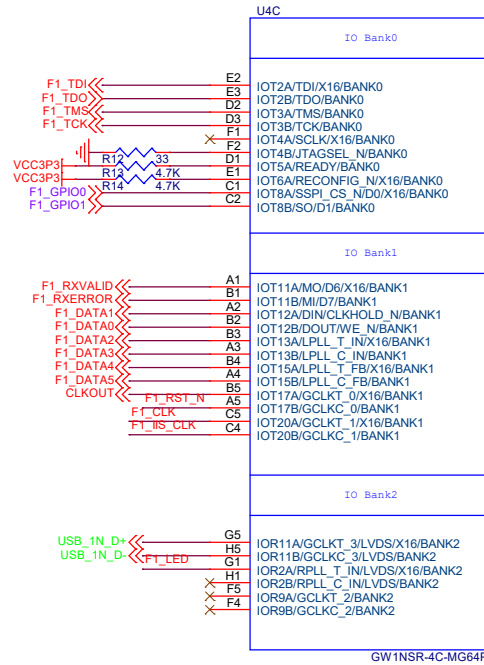 U4C
IO Bank0
F1_TDI E2 IOT2A/TDI/X16/BANK0
F1_TDO E3 IOT2B/TDO/BANK0
F1_TMS D2 IOT3A/TMS/BANK0
F1_TCK D3 IOT3B/TCK/BANK0
F1 IOT4A/SCLK/X16/BANK0
R12 33 F2 IOT4B/JTAGSEL_N/BANK0
VCC3P3 R13 4.7K D1 IOT5A/READY/BANK0
VCC3P3 R14 4.7K E1 IOT6A/RECONFIG_N/X16/BANK0
F1_GPIO0 C1 IOT8A/SSPI_CS_N/D0/X16/BANK0
F1_GPIO1 C2 IOT8B/SO/D1/BANK0
IO Bank1
F1_RXVALID A1 IOT11A/MO/D6/X16/BANK1
F1_RXERROR B1 IOT11B/MI/D7/BANK1
F1_DATA1 A2 IOT12A/DIN/CLKHOLD_N/BANK1
F1_DATA0 B2 IOT12B/DOUT/WE_N/BANK1
F1_DATA2 B3 IOT13A/LPLL_T_IN/X16/BANK1
F1_DATA3 A3 IOT13B/LPLL_C_IN/BANK1
F1_DATA4 B4 IOT15A/LPLL_T_FB/X16/BANK1
F1_DATA5 A4 IOT15B/LPLL_C_FB/BANK1
CLKOUT B5 IOT17A/GCLKT_0/X16/BANK1
F1_RST_N A5 IOT17B/GCLKC_0/BANK1
F1_CLK C5 IOT20A/GCLKT_1/X16/BANK1
F1_IIS_CLK C4 IOT20B/GCLKC_1/BANK1
IO Bank2
USB_1N_D+ G5 IOR11A/GCLKT_3/LVDS/X16/BANK2
USB_1N_D- H5 IOR11B/GCLKC_3/LVDS/BANK2
F1_LED G1 IOR2A/RPLL_T_IN/LVDS/X16/BANK2
H1 IOR2B/RPLL_C_IN/LVDS/BANK2
F5 IOR9A/GCLKT_2/BANK2
F4 IOR9B/GCLKC_2/BANK2